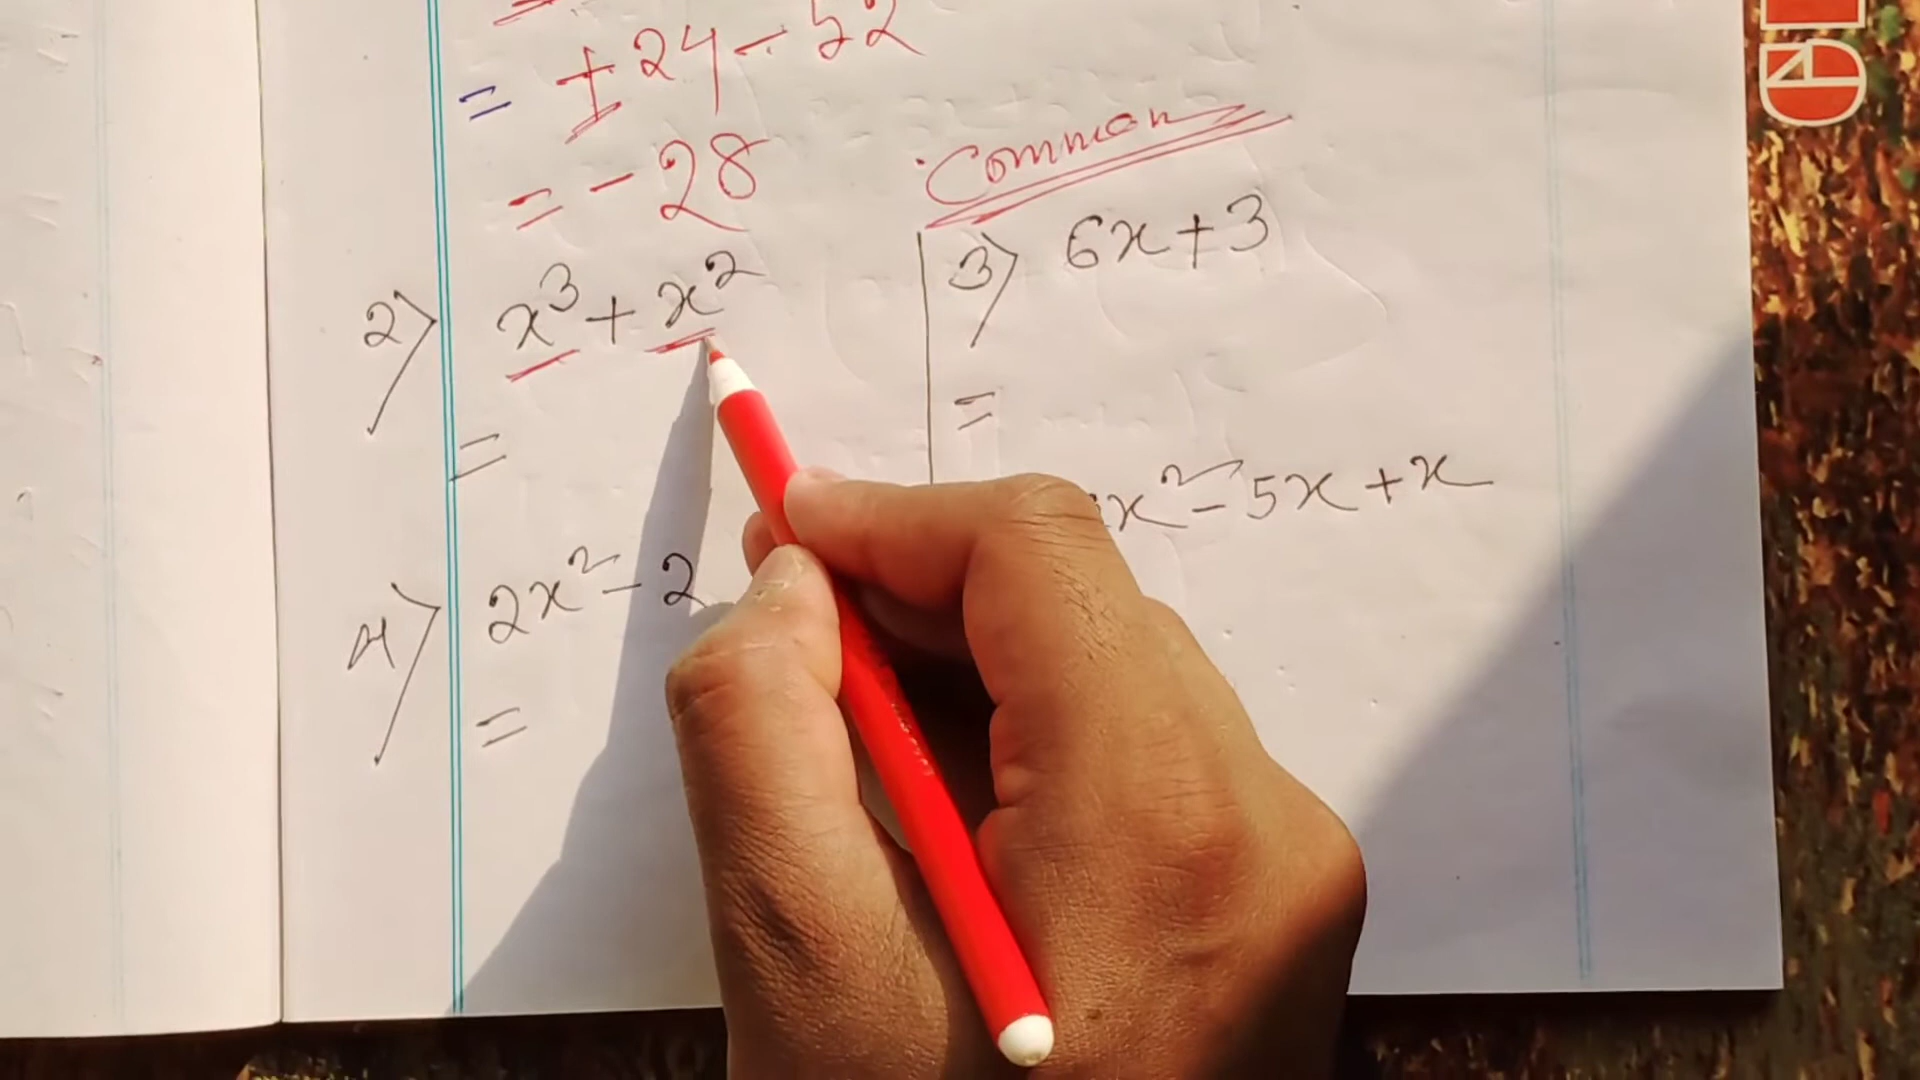 = + 24 - 52
= - 28
Common
2) x³ + x²
=
3) 6x + 3
=
4) 2x² - 2
=
x² - 5x + x